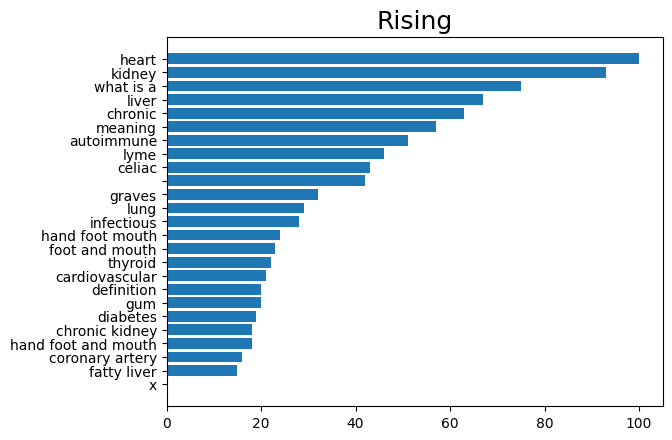 Rising
heart
kidney
what is a
liver
chronic
meaning
autoimmune
lyme
celiac
graves
lung
infectious
hand foot mouth
foot and mouth
thyroid
cardiovascular
definition
gum
diabetes
chronic kidney
hand foot and mouth
coronary artery
fatty liver
x
0 20 40 60 80 100